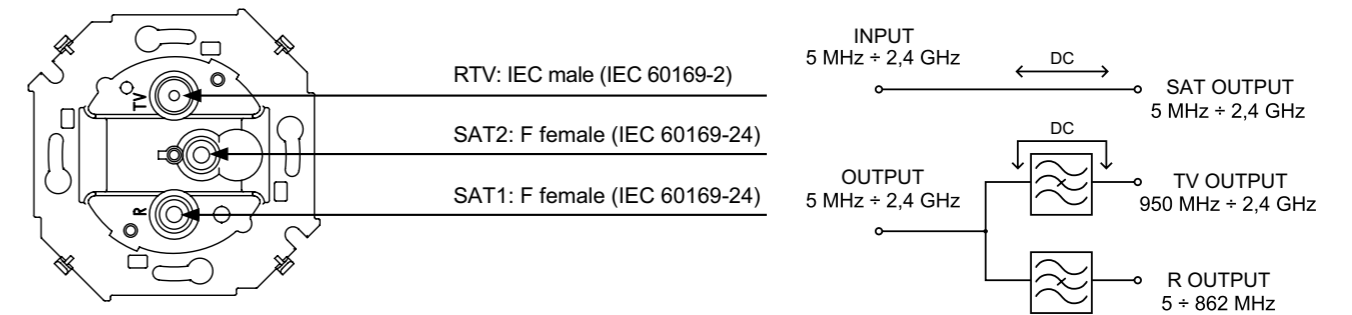 TV
R
RTV: IEC male (IEC 60169-2)
SAT2: F female (IEC 60169-24)
SAT1: F female (IEC 60169-24)
INPUT
5 MHz ÷ 2,4 GHz
DC
SAT OUTPUT
5 MHz ÷ 2,4 GHz
OUTPUT
5 MHz ÷ 2,4 GHz
DC
TV OUTPUT
950 MHz ÷ 2,4 GHz
R OUTPUT
5 ÷ 862 MHz